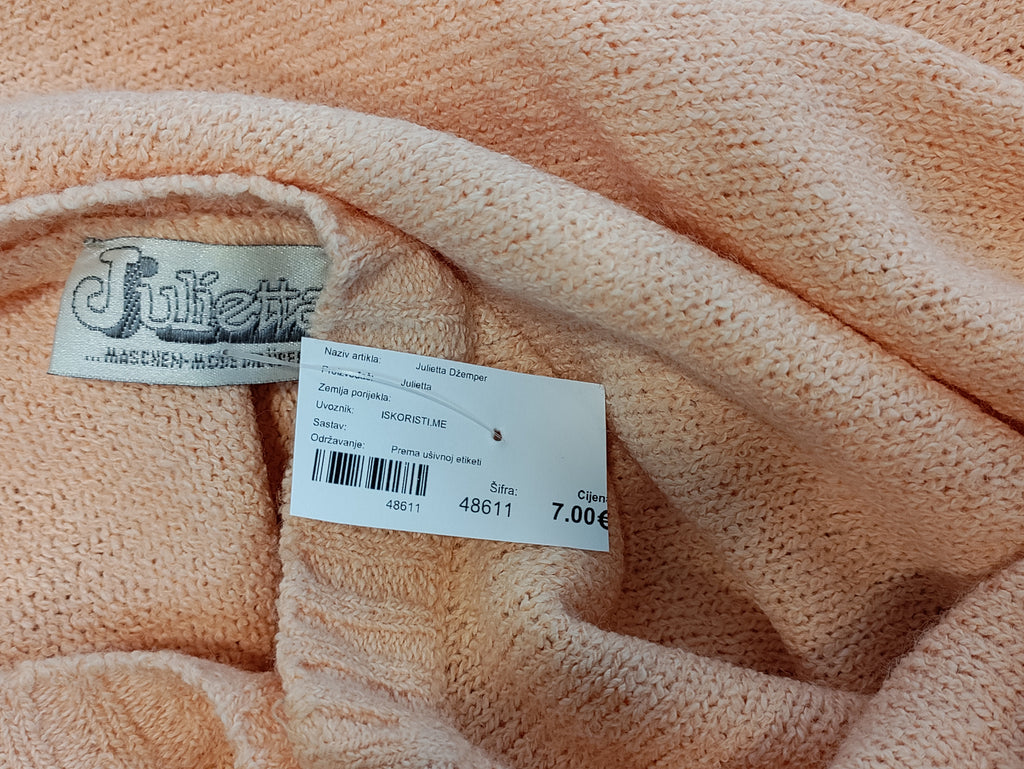 Julietta
...MASCHEN-MODE
Naziv artikla: Julietta Džemper
Proizvođač: Julietta
Zemlja porijekla:
Uvoznik: ISKORISTI.ME
Sastav:
Održavanje: Prema ušivnoj etiketi
48611
Šifra:
48611
Cijena
7.00€